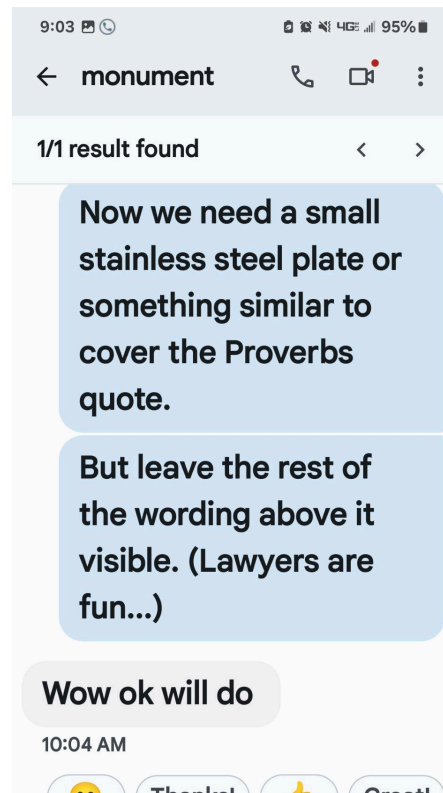 9:03 4G 95%
monument
1/1 result found
Now we need a small
stainless steel plate or
something similar to
cover the Proverbs
quote.
But leave the rest of
the wording above it
visible. (Lawyers are
fun...)
Wow ok will do
10:04 AM
Thanks! Great!